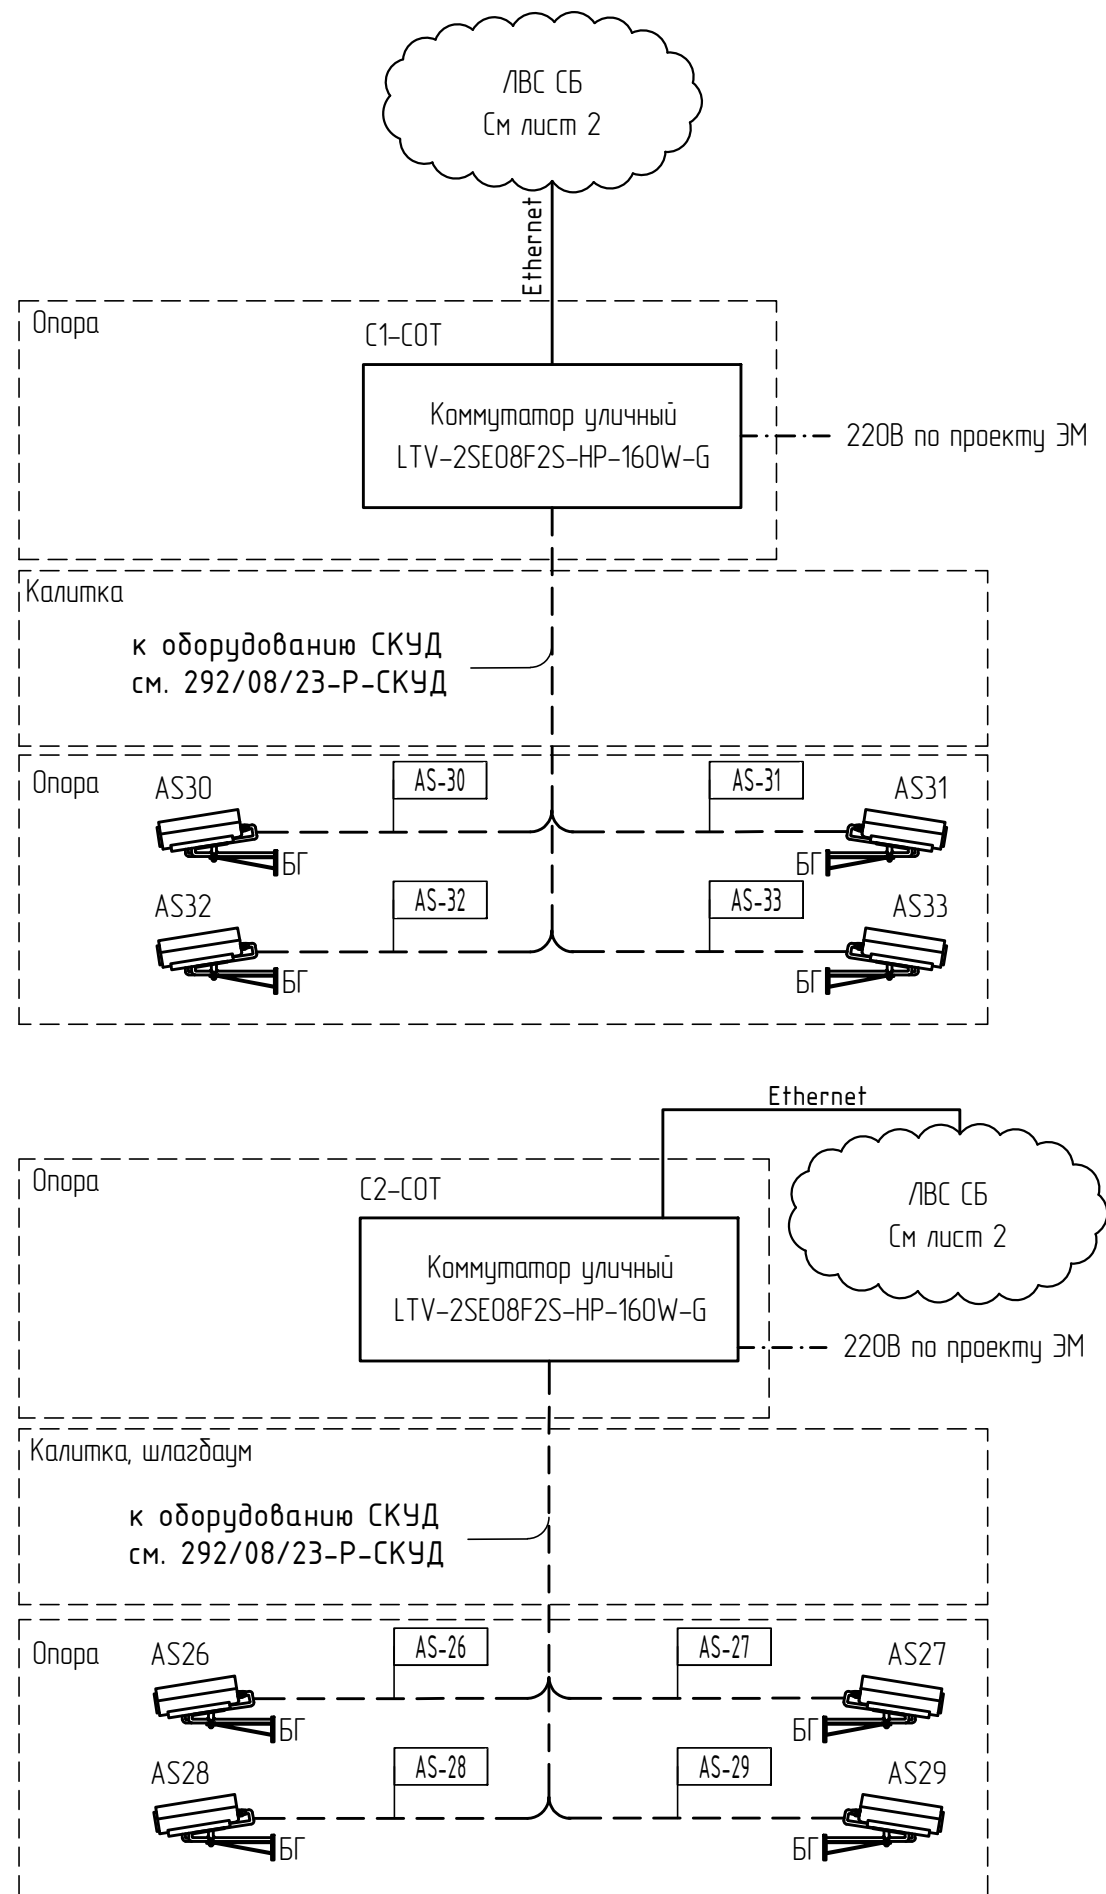 ЛВС СБ
См лист 2
Ethernet
Опора
С1-СОТ
Коммутатор уличный
LTV-2SE08F2S-HP-160W-G
220В по проекту ЭМ
Калитка
к оборудованию СКУД
см. 292/08/23-Р-СКУД
Опора
AS30
AS-30
AS-31
AS31
БГ
БГ
AS32
AS-32
AS-33
AS33
БГ
БГ
Ethernet
ЛВС СБ
См лист 2
Опора
С2-СОТ
Коммутатор уличный
LTV-2SE08F2S-HP-160W-G
220В по проекту ЭМ
Калитка, шлагбаум
к оборудованию СКУД
см. 292/08/23-Р-СКУД
Опора
AS26
AS-26
AS-27
AS27
БГ
БГ
AS28
AS-28
AS-29
AS29
БГ
БГ